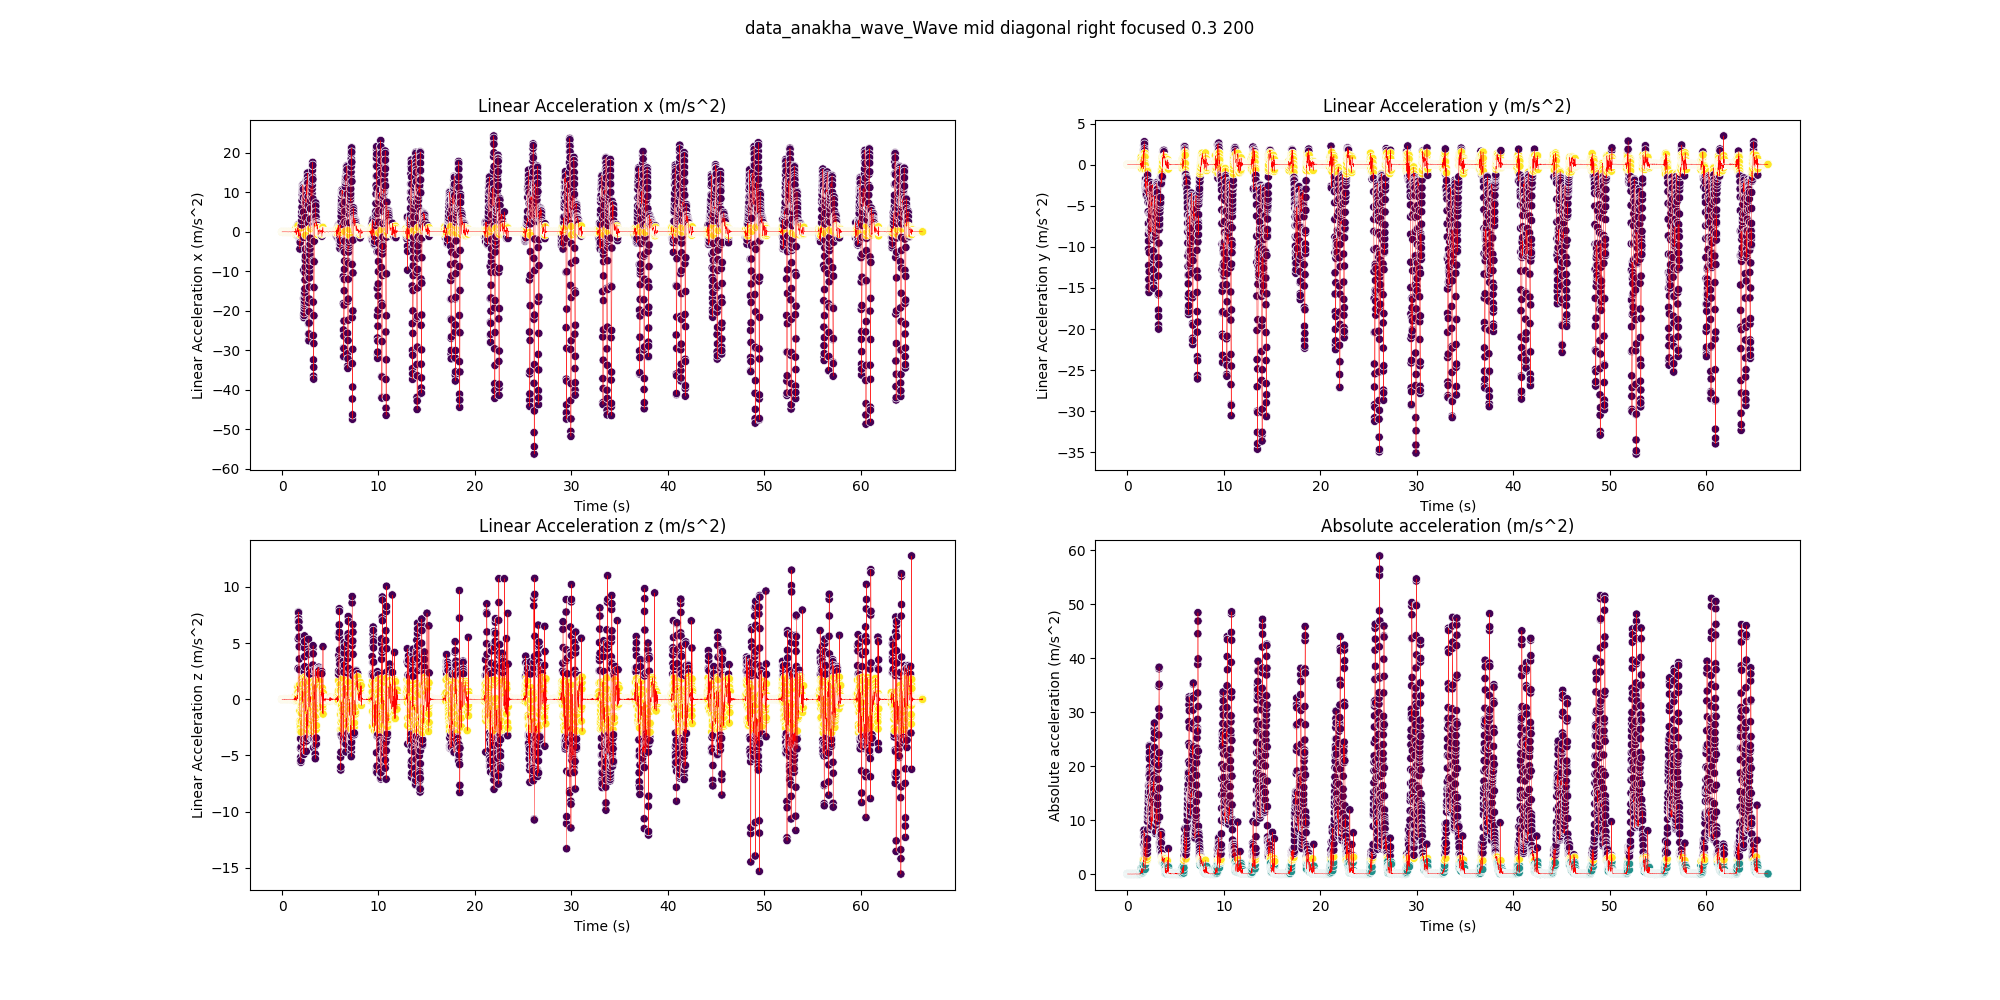 data_anakha_wave_Wave mid diagonal right focused 0.3 200
Linear Acceleration x (m/s^2)
Linear Acceleration x (m/s^2)
20
10
0
−10
−20
−30
−40
−50
−60
0 10 20 30 40 50 60
Time (s)
Linear Acceleration y (m/s^2)
Linear Acceleration y (m/s^2)
5
0
−5
−10
−15
−20
−25
−30
−35
0 10 20 30 40 50 60
Time (s)
Linear Acceleration z (m/s^2)
Linear Acceleration z (m/s^2)
10
5
0
−5
−10
−15
0 10 20 30 40 50 60
Time (s)
Absolute acceleration (m/s^2)
Absolute acceleration (m/s^2)
60
50
40
30
20
10
0
0 10 20 30 40 50 60
Time (s)